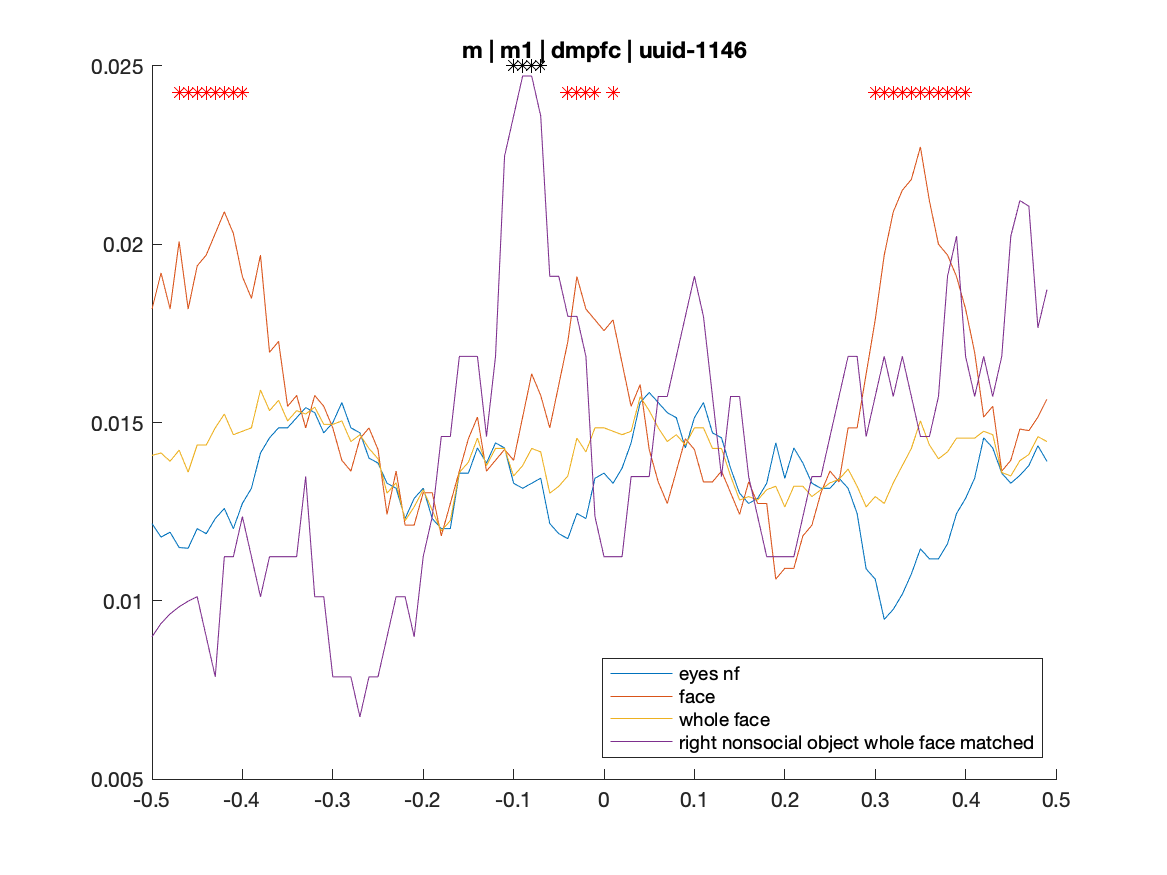 m | m1 | dmpfc | uuid-1146
0.025
0.02
0.015
0.01
0.005
-0.5 -0.4 -0.3 -0.2 -0.1 0 0.1 0.2 0.3 0.4 0.5
eyes nf
face
whole face
right nonsocial object whole face matched